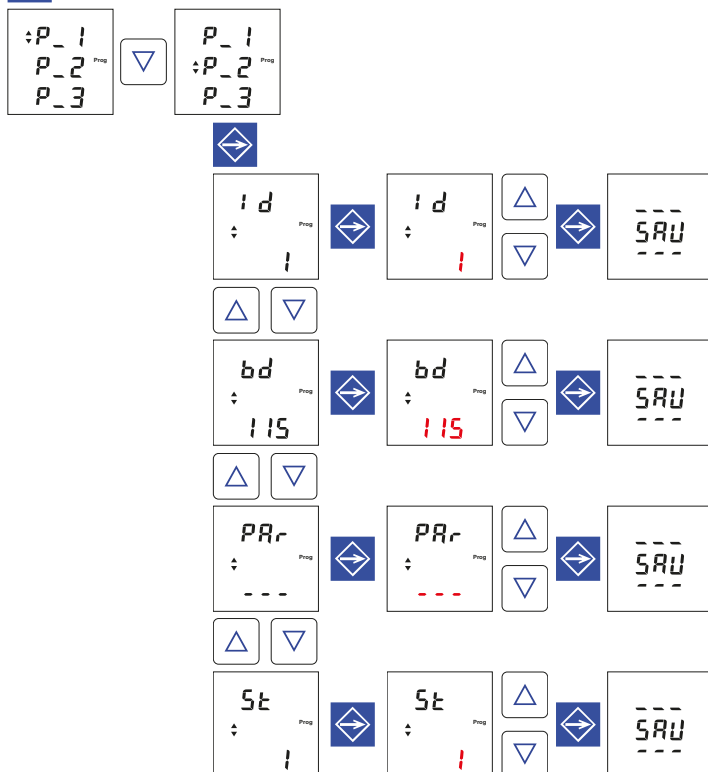 P_1
P_2 Prog
P_3
P_1
P_2 Prog
P_3
Id
Prog
1
Id
Prog
1
SAU
bd
Prog
115
bd
Prog
115
SAU
PAr
Prog
---
PAr
Prog
---
SAU
St
Prog
1
St
Prog
1
SAU